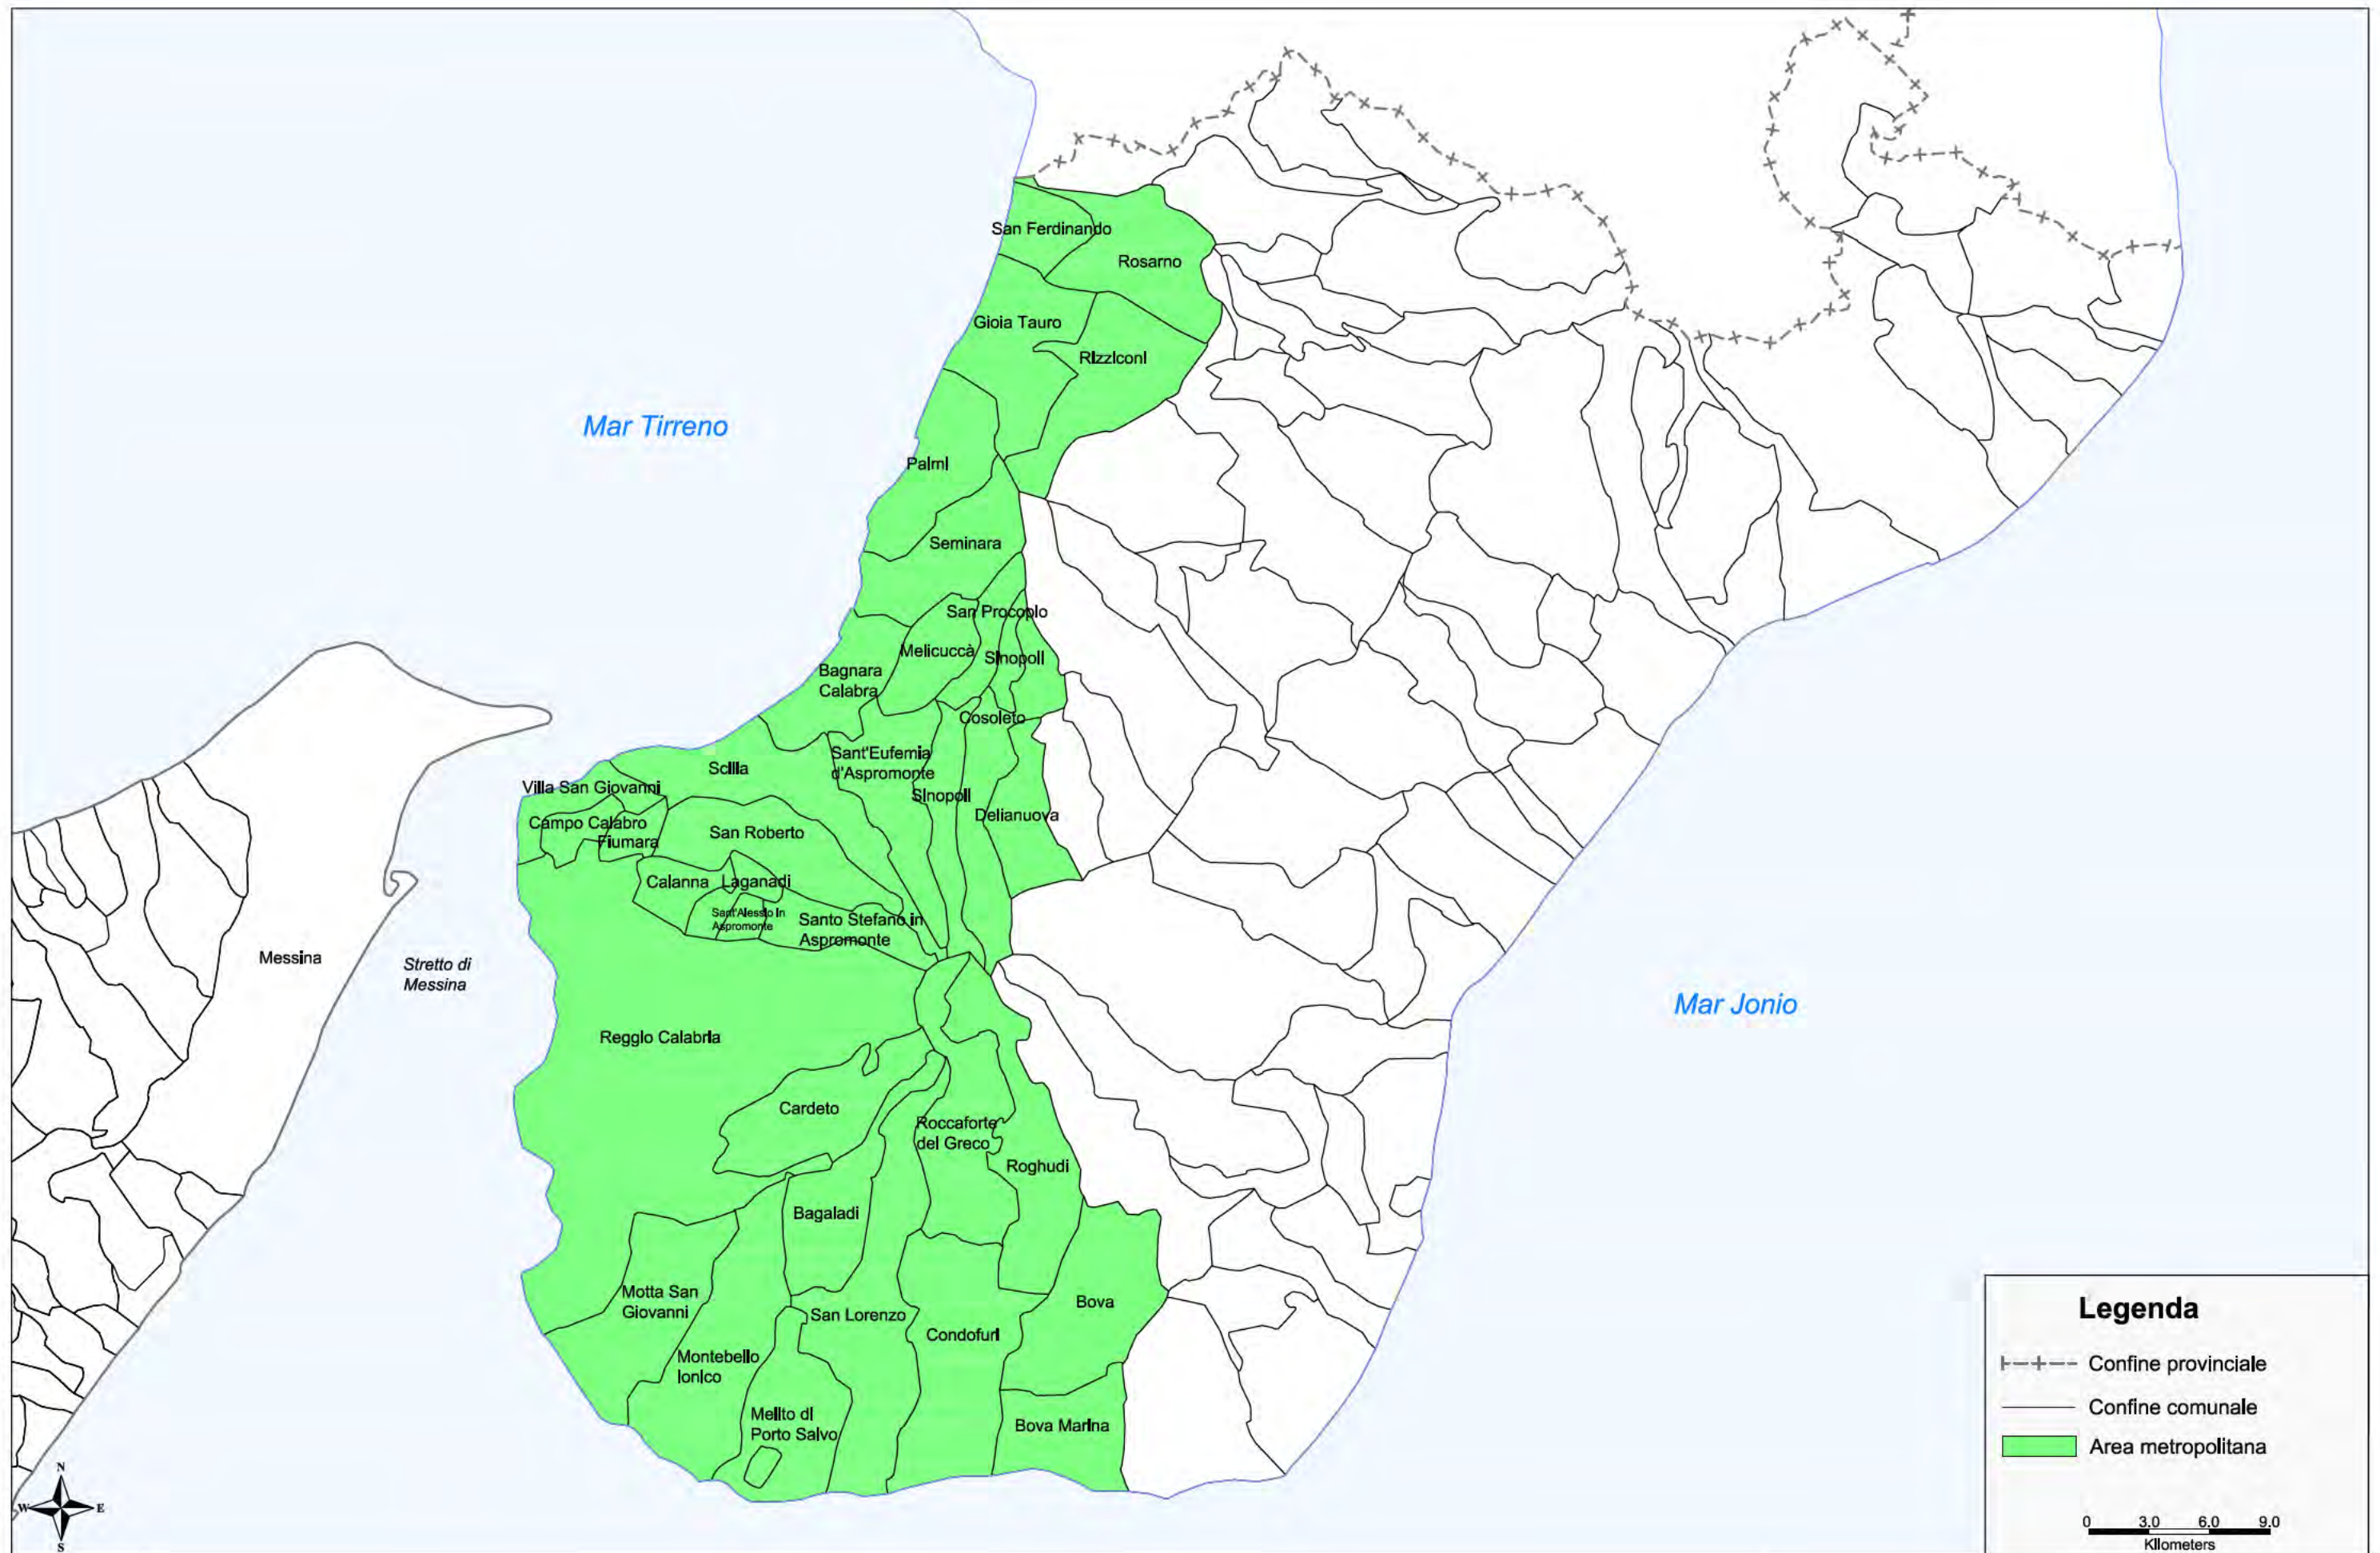 San Ferdinando
Rosarno
Gioia Tauro
Rizziconi
Mar Tirreno
Palmi
Seminara
San Procopio
Melicuccà
Sinopoli
Bagnara
Calabra
Cosoleto
Sant'Eufemia
d'Aspromonte
Scilla
Villa San Giovanni
Sinopoli
Delianuova
Campo Calabro
Fiumara
San Roberto
Calanna
Laganadi
Sant'Alessio in
Aspromonte
Santo Stefano in
Aspromonte
Messina
Stretto di
Messina
Mar Jonio
Reggio Calabria
Cardeto
Roccaforte
del Greco
Roghudi
Bagaladi
Motta San
Giovanni
San Lorenzo
Bova
Condofuri
Montebello
Ionico
Melito di
Porto Salvo
Bova Marina
Legenda
Confine provinciale
Confine comunale
Area metropolitana
0 3.0 6.0 9.0
Kilometers
N
W E
S